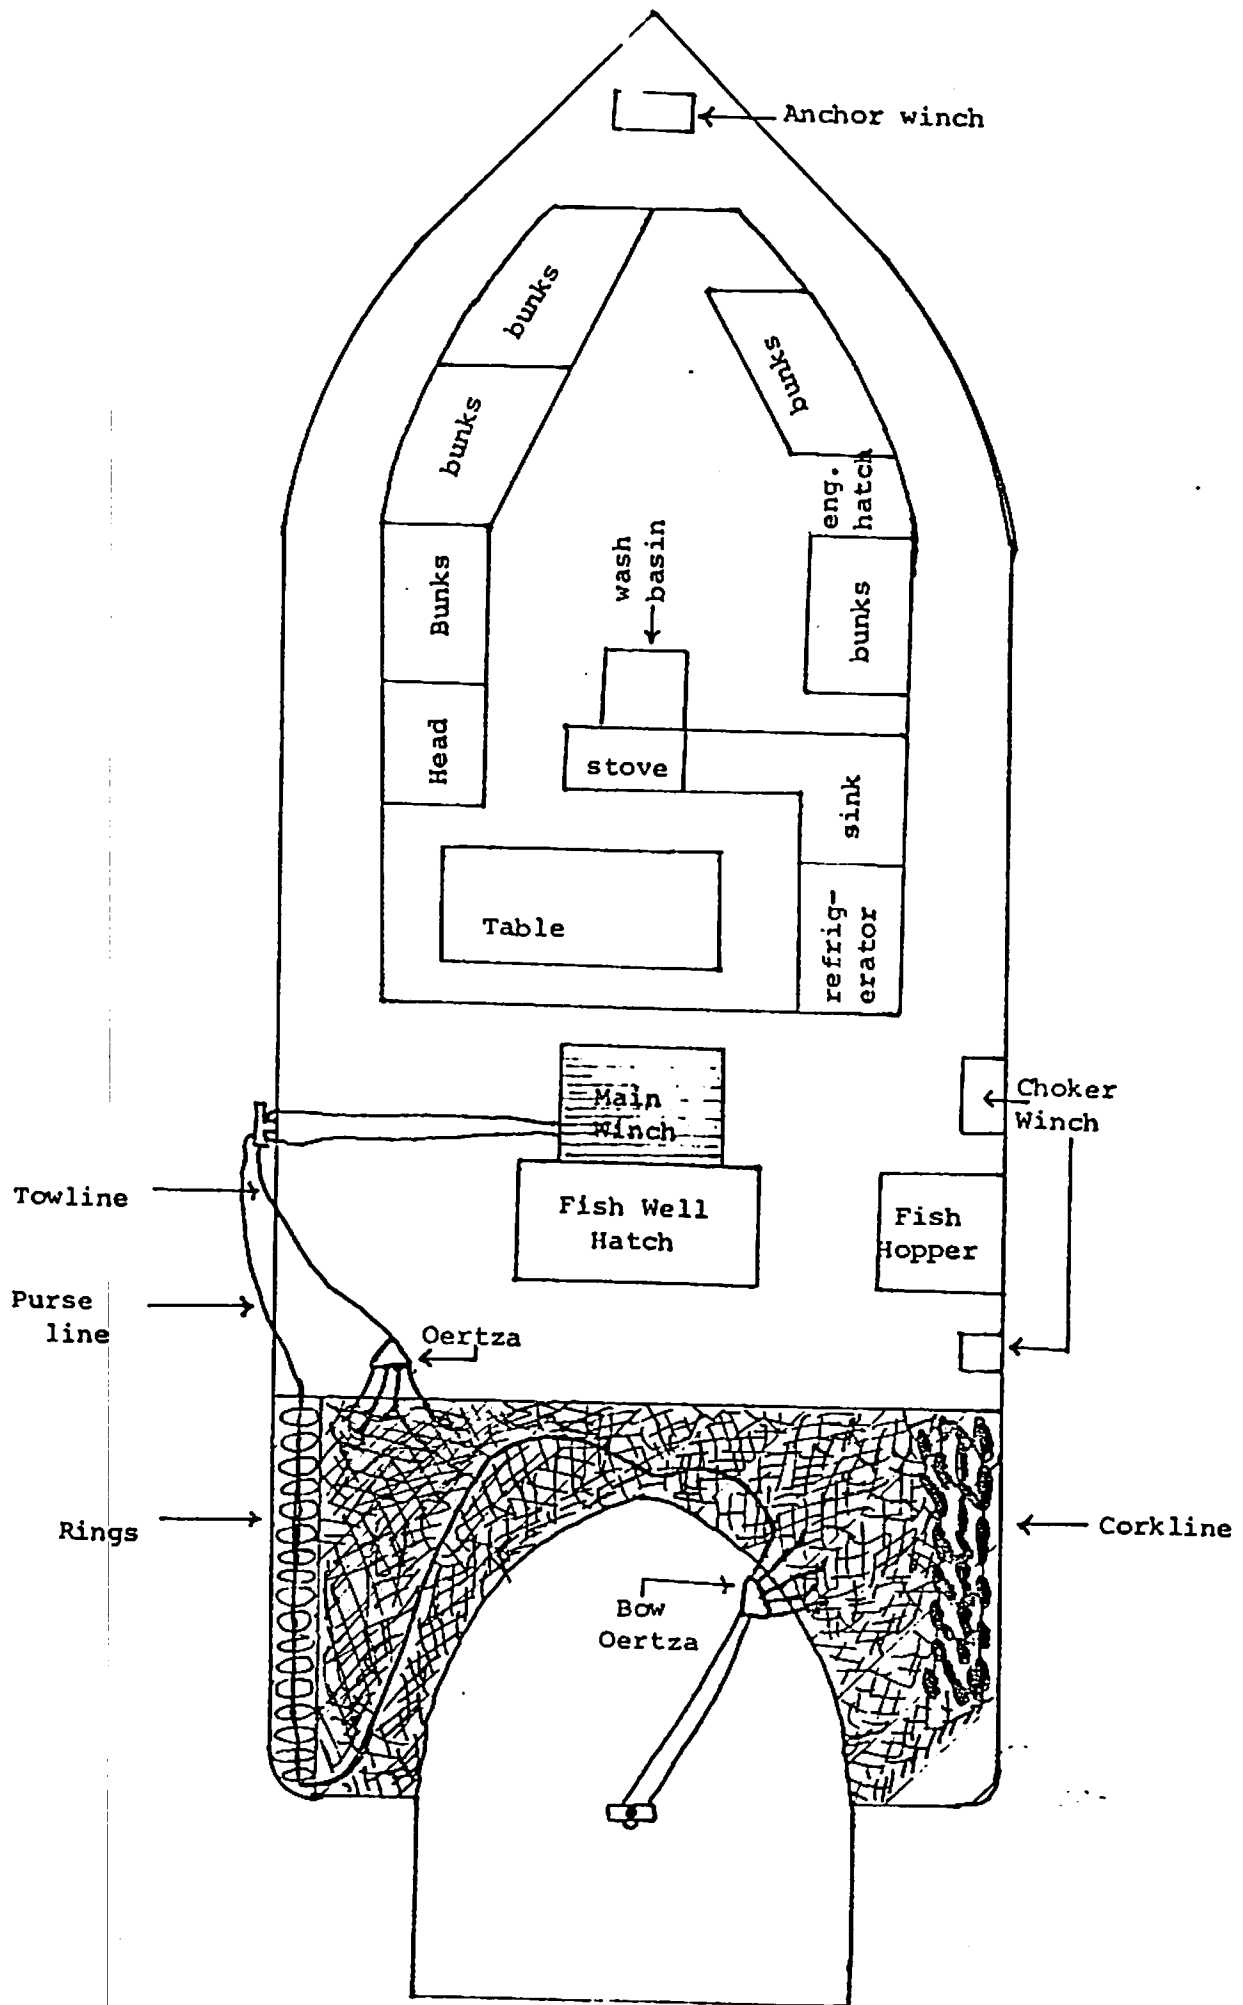 Anchor winch
bunks
bunks
bunks
eng.
hatch
wash
basin
Bunks
bunks
Head
stove
sink
Table
refrig-
erator
Main
Winch
Choker
Winch
Towline
Fish Well
Hatch
Fish
Hopper
Purse
line
Oertza
Rings
Corkline
Bow
Oertza